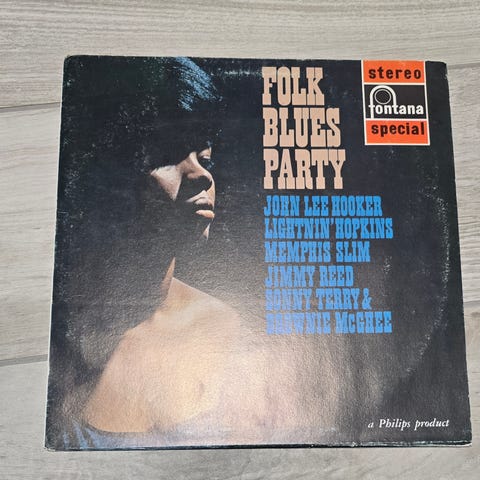 FOLK
BLUES
PARTY
JOHN LEE HOOKER
LIGHTNIN' HOPKINS
MEMPHIS SLIM
JIMMY REED
SONNY TERRY &
BROWNIE McGHEE
stereo
fontana
special
a Philips product